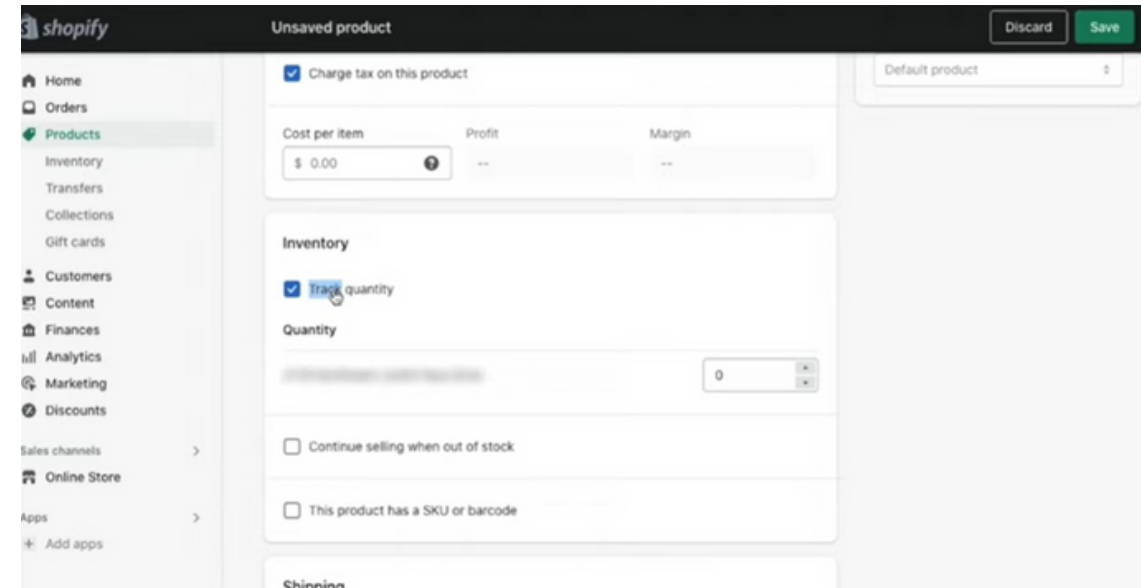 shopify
Unsaved product
Discard
Save
Home
Orders
Products
Inventory
Transfers
Collections
Gift cards
Customers
Content
Finances
Analytics
Marketing
Discounts
Sales channels
Online Store
Apps
+ Add apps
Charge tax on this product
Default product
Cost per item
Profit
Margin
$ 0.00
--
--
Inventory
Track quantity
Quantity
0
Continue selling when out of stock
This product has a SKU or barcode
Shipping